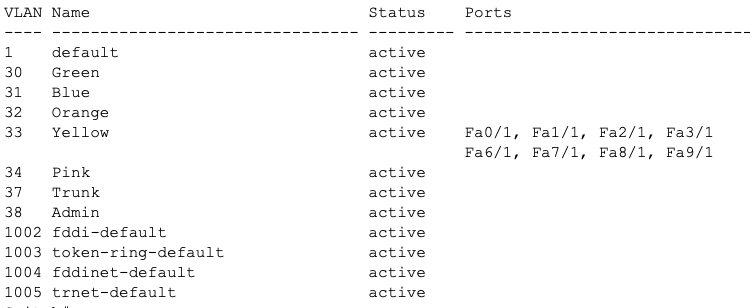 VLAN Name                             Status    Ports
---- -------------------------------- --------- ------------------------------
1    default                          active
30   Green                            active
31   Blue                             active
32   Orange                           active
33   Yellow                           active    Fa0/1, Fa1/1, Fa2/1, Fa3/1
                                                Fa6/1, Fa7/1, Fa8/1, Fa9/1
34   Pink                             active
37   Trunk                            active
38   Admin                            active
1002 fddi-default                     active
1003 token-ring-default               active
1004 fddinet-default                  active
1005 trnet-default                    active